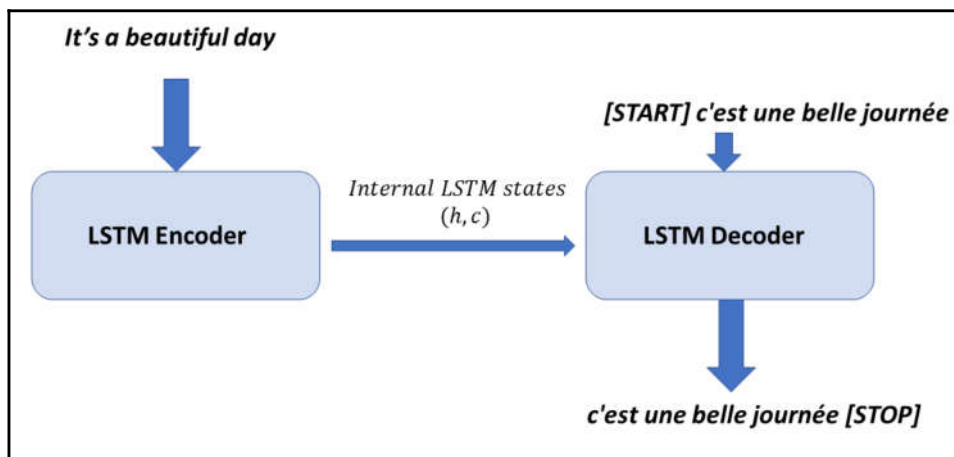 It’s a beautiful day
[START] c'est une belle journée
LSTM Encoder
Internal LSTM states
(h, c)
LSTM Decoder
c'est une belle journée [STOP]